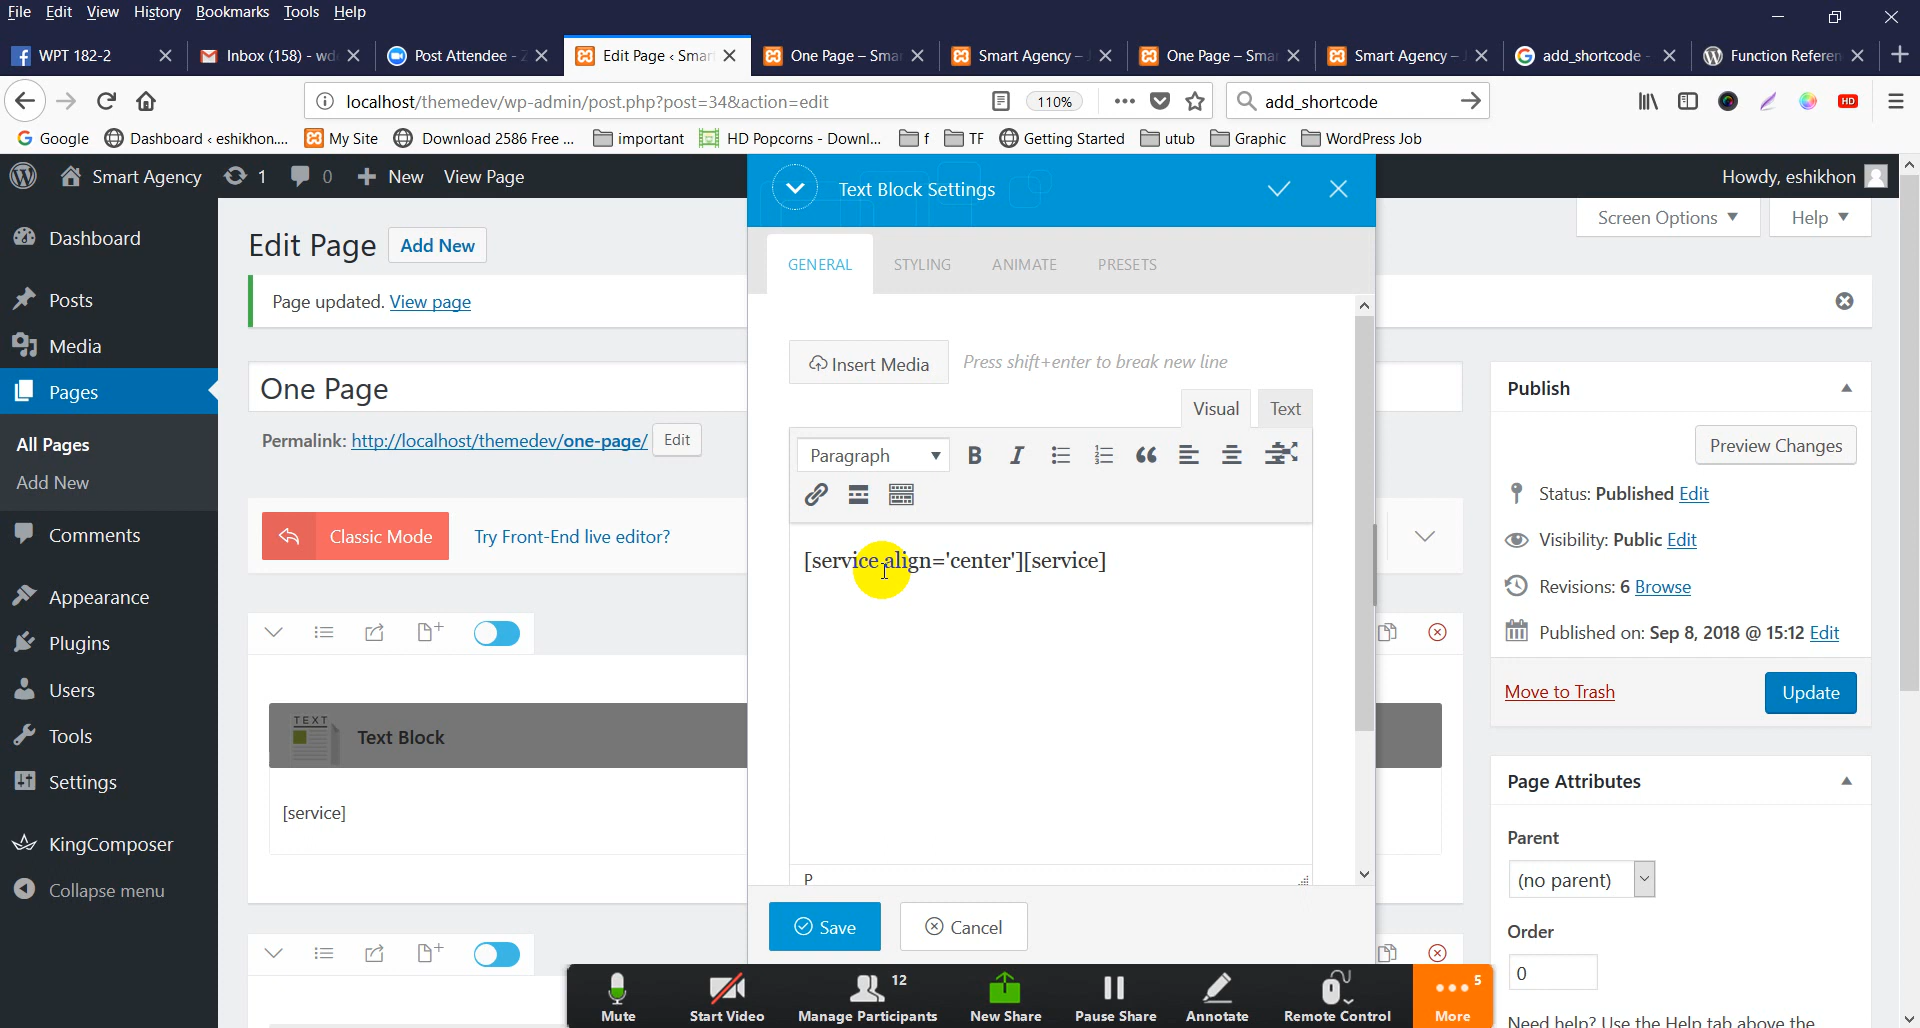 File Edit View History Bookmarks Tools Help
WPT 182-2
Inbox (158) - wd
Post Attendee - Z
Edit Page ‹ Smar
One Page – Smar
Smart Agency –
One Page – Smar
Smart Agency –
add_shortcode -
Function Referen
localhost/themedev/wp-admin/post.php?post=34&action=edit
110%
add_shortcode
HD
Google
Dashboard ‹ eshikhon....
My Site
Download 2586 Free ...
important
HD Popcorns - Downl...
f
TF
Getting Started
utub
Graphic
WordPress Job
Smart Agency
1
0
New
View Page
Howdy, eshikhon
Text Block Settings
Screen Options
Help
Dashboard
Posts
Media
Pages
All Pages
Add New
Comments
Appearance
Plugins
Users
Tools
Settings
KingComposer
Collapse menu
Edit Page
Add New
Page updated. View page
One Page
Permalink: http://localhost/themedev/one-page/ Edit
Classic Mode
Try Front-End live editor?
TEXT
Text Block
[service]
GENERAL STYLING ANIMATE PRESETS
Insert Media
Press shift+enter to break new line
Visual Text
Paragraph
[service align='center'][service]
P
Save
Cancel
Publish
Preview Changes
Status: Published Edit
Visibility: Public Edit
Revisions: 6 Browse
Published on: Sep 8, 2018 @ 15:12 Edit
Move to Trash
Update
Page Attributes
Parent
(no parent)
Order
0
Need help? Use the Help tab above the
Mute
Start Video
12
Manage Participants
New Share
Pause Share
Annotate
Remote Control
5
More